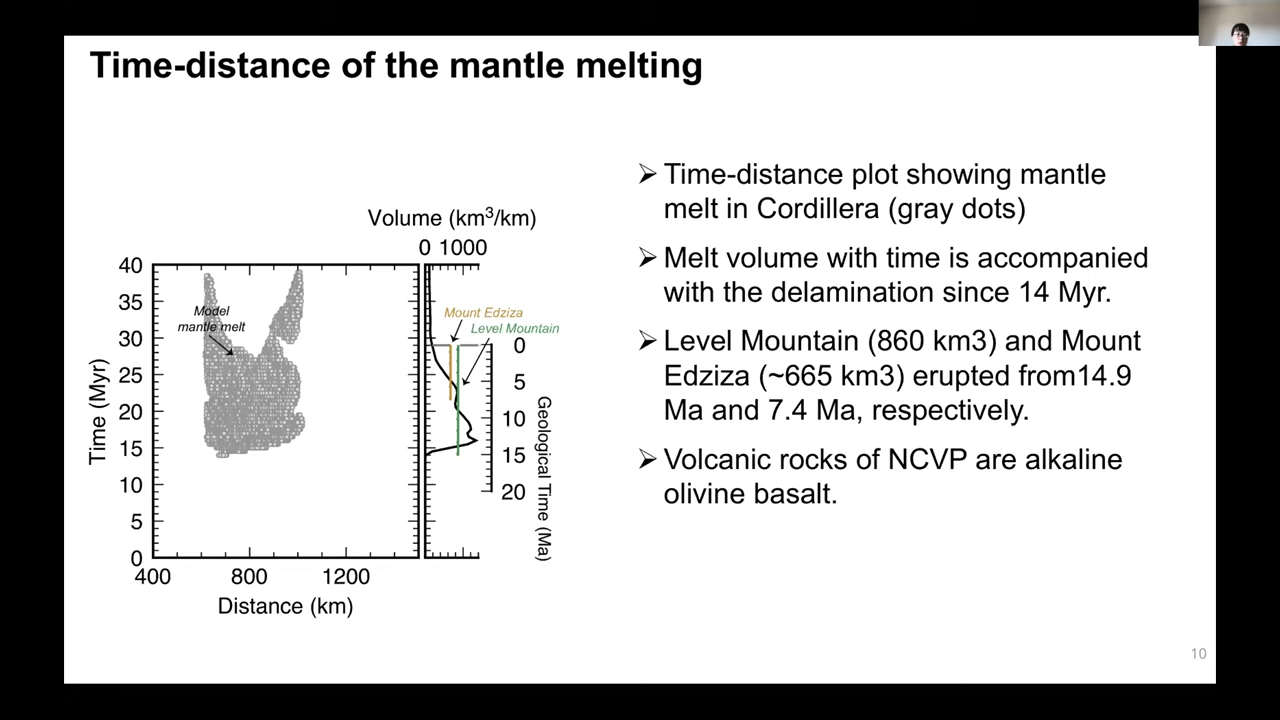 Time-distance of the mantle melting
Volume (km3/km)
0 1000
40
35
30
25
20
15
10
5
0
Time (Myr)
Model
mantle melt
Mount Edziza
Level Mountain
0
5
10
15
20
Geological Time (Ma)
400 800 1200
Distance (km)
➢ Time-distance plot showing mantle
melt in Cordillera (gray dots)
➢ Melt volume with time is accompanied
with the delamination since 14 Myr.
➢ Level Mountain (860 km3) and Mount
Edziza (~665 km3) erupted from14.9
Ma and 7.4 Ma, respectively.
➢ Volcanic rocks of NCVP are alkaline
olivine basalt.
10